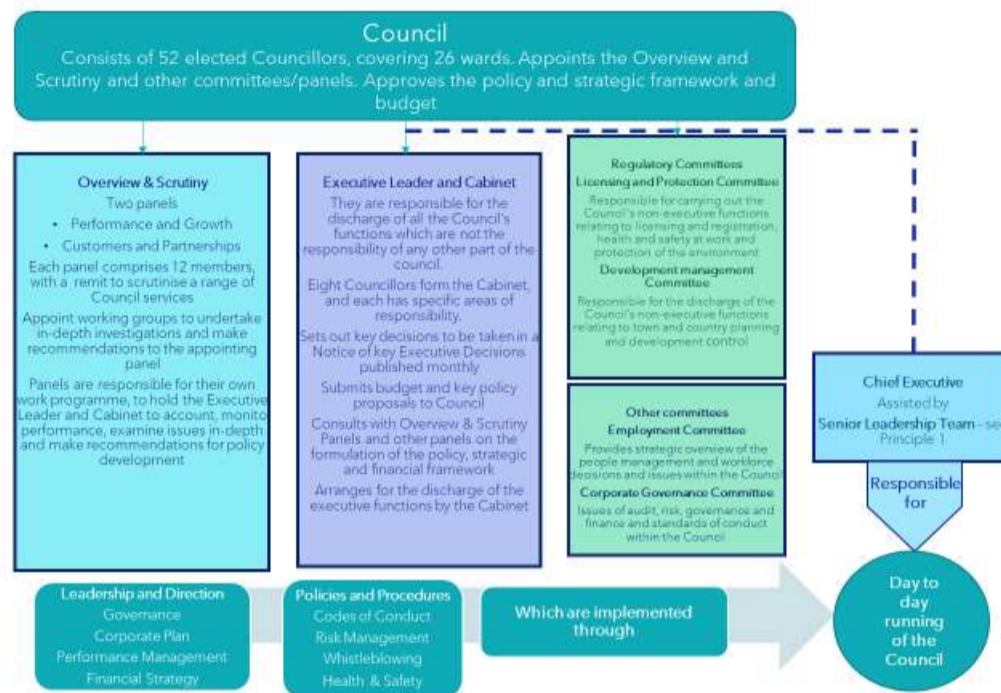 Council
Consists of 52 elected Councillors, covering 26 wards. Appoints the Overview and
Scrutiny and other committees/panels. Approves the policy and strategic framework and
budget
Overview & Scrutiny
Two panels
• Performance and Growth
• Customers and Partnerships
Each panel comprises 12 members,
with a remit to scrutinise a range of
Council services
Appoint working groups to undertake
in-depth investigations and make
recommendations to the appointing
panel
Panels are responsible for their own
work programme, to hold the Executive
Leader and Cabinet to account, monito
performance, examine issues in-depth
and make recommendations for policy
development
Executive Leader and Cabinet
They are responsible for the
discharge of all the Council's
functions which are not the
responsibility of any other part of the
council.
Eight Councillors form the Cabinet,
and each has specific areas of
responsibility.
Sets out key decisions to be taken in a
Notice of key Executive Decisions
published monthly
Submits budget and key policy
proposals to Council
Consults with Overview & Scrutiny
Panels and other panels on the
formulation of the policy, strategic
and financial framework
Arranges for the discharge of the
executive functions by the Cabinet
Regulatory Committees
Licensing and Protection Committee
Responsible for carrying out the
Council's non-executive functions
relating to licensing and registration,
health and safety at work and
protection of the environment
Development management
Committee
Responsible for the discharge of the
Council's non-executive functions
relating to town and country planning
and development control
Other committees
Employment Committee
Provides strategic overview of the
people management and workforce
decisions and issues within the Council
Corporate Governance Committee
Issues of audit, risk, governance and
finance and standards of conduct
within the Council
Chief Executive
Assisted by
Senior Leadership Team - se
Principle 1
Responsible
for
Day to
day
running
of the
Council
Leadership and Direction
Governance
Corporate Plan
Performance Management
Financial Strategy
Policies and Procedures
Codes of Conduct
Risk Management
Whistleblowing
Health & Safety
Which are implemented
through